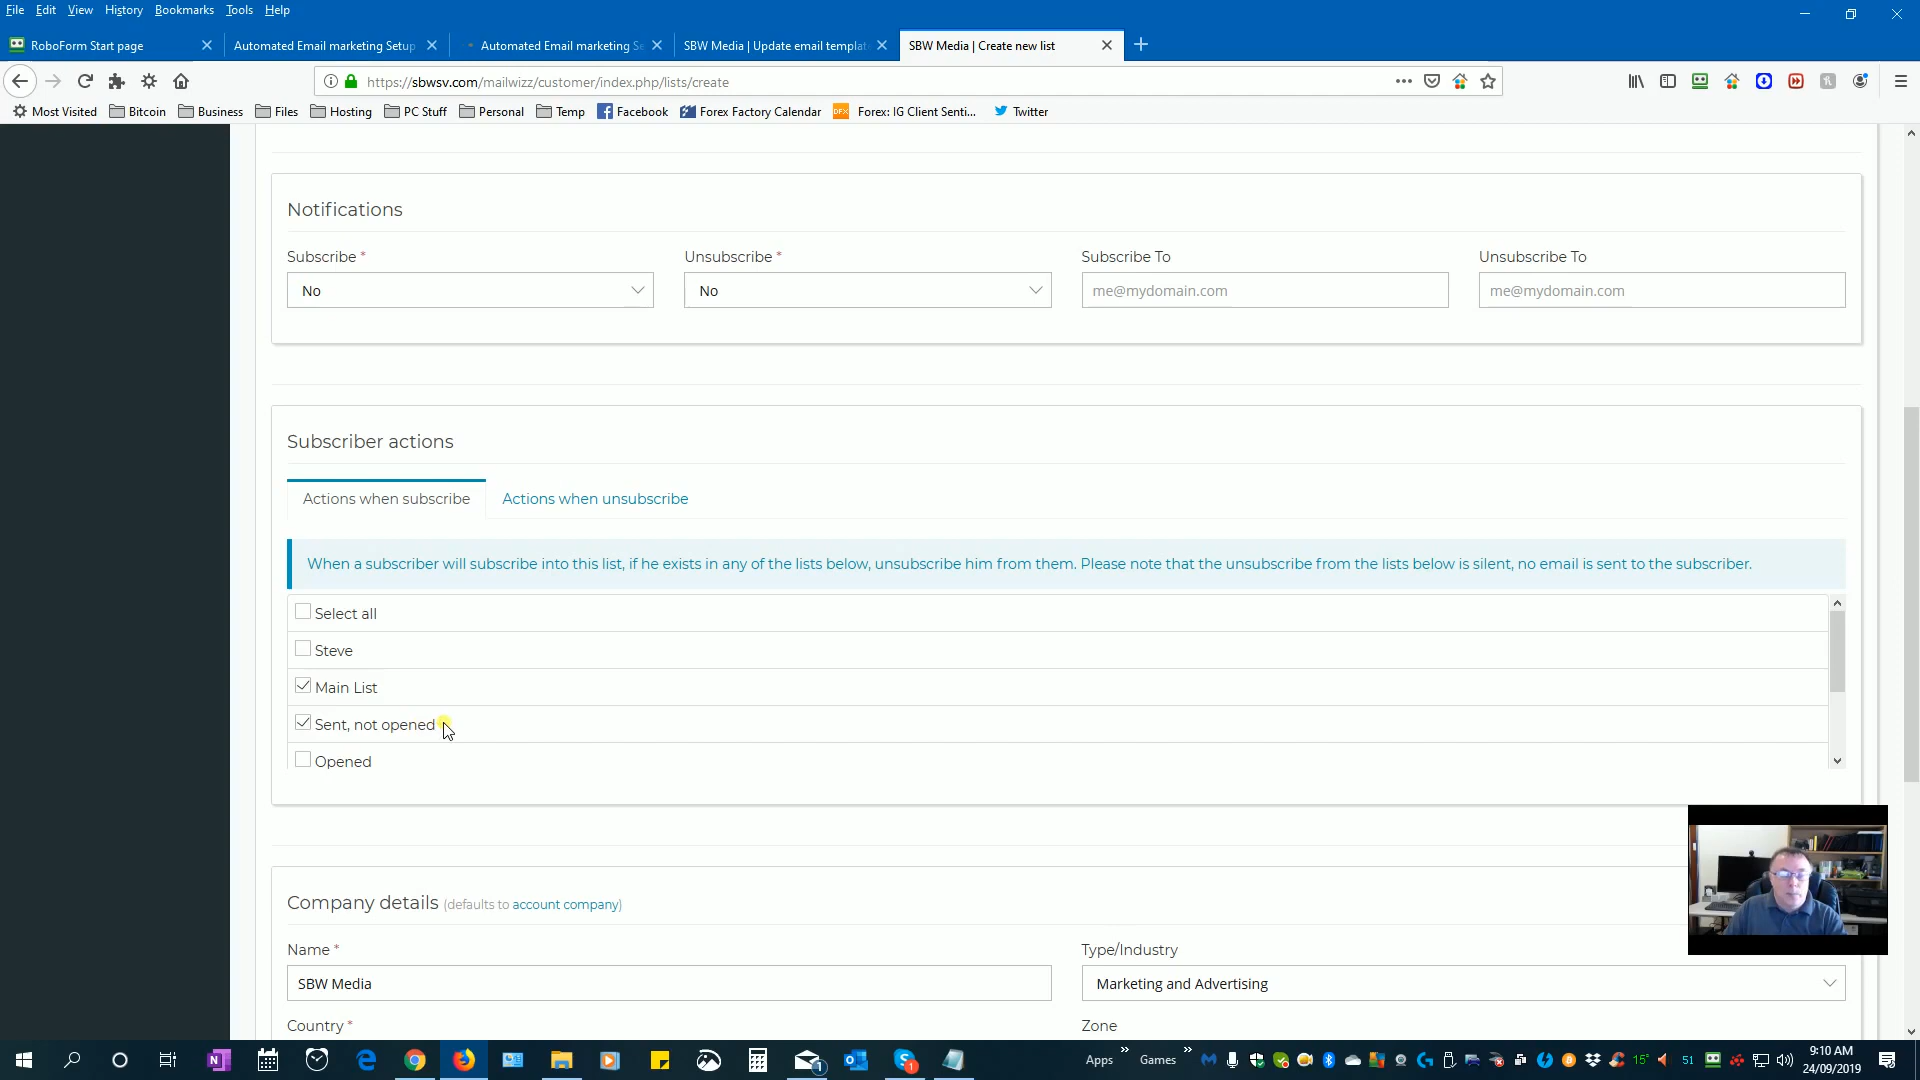 File Edit View History Bookmarks Tools Help
RoboForm Start page
Automated Email marketing Setup
Automated Email marketing Se
SBW Media | Update email templat
SBW Media | Create new list
https://sbwsv.com/mailwizz/customer/index.php/lists/create
Most Visited Bitcoin Business Files Hosting PC Stuff Personal Temp Facebook Forex Factory Calendar DFX Forex: IG Client Senti... Twitter
Notifications
Subscribe * Unsubscribe * Subscribe To Unsubscribe To
No No me@mydomain.com me@mydomain.com
Subscriber actions
Actions when subscribe Actions when unsubscribe
When a subscriber will subscribe into this list, if he exists in any of the lists below, unsubscribe him from them. Please note that the unsubscribe from the lists below is silent, no email is sent to the subscriber.
Select all
Steve
Main List
Sent, not opened
Opened
Company details (defaults to account company)
Name * Type/Industry
SBW Media Marketing and Advertising
Country * Zone
Apps Games 15° 51 9:10 AM
24/09/2019